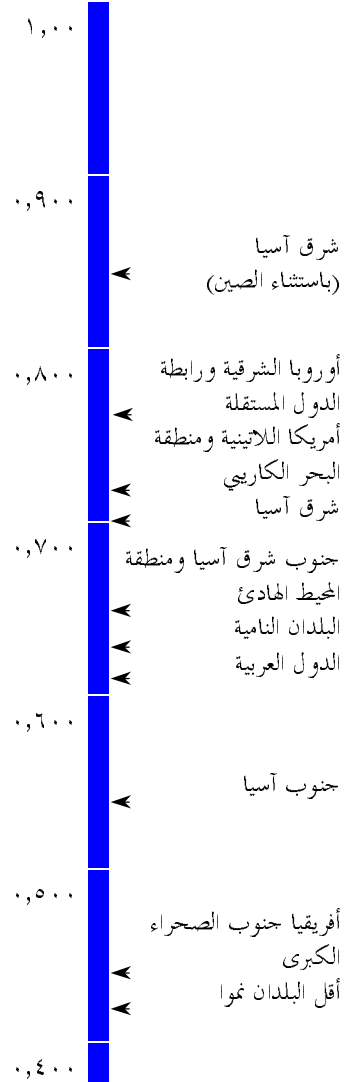 ١,٠٠
٠,٩٠٠
شرق آسيا
(باستثناء الصين)
٠,٨٠٠
أوروبا الشرقية ورابطة
الدول المستقلة
أمريكا اللاتينية ومنطقة
البحر الكاريبي
شرق آسيا
٠,٧٠٠
جنوب شرق آسيا ومنطقة
المحيط الهادئ
البلدان النامية
الدول العربية
٠,٦٠٠
جنوب آسيا
٠,٥٠٠
أفريقيا جنوب الصحراء
الكبرى
أقل البلدان نموا
٠,٤٠٠